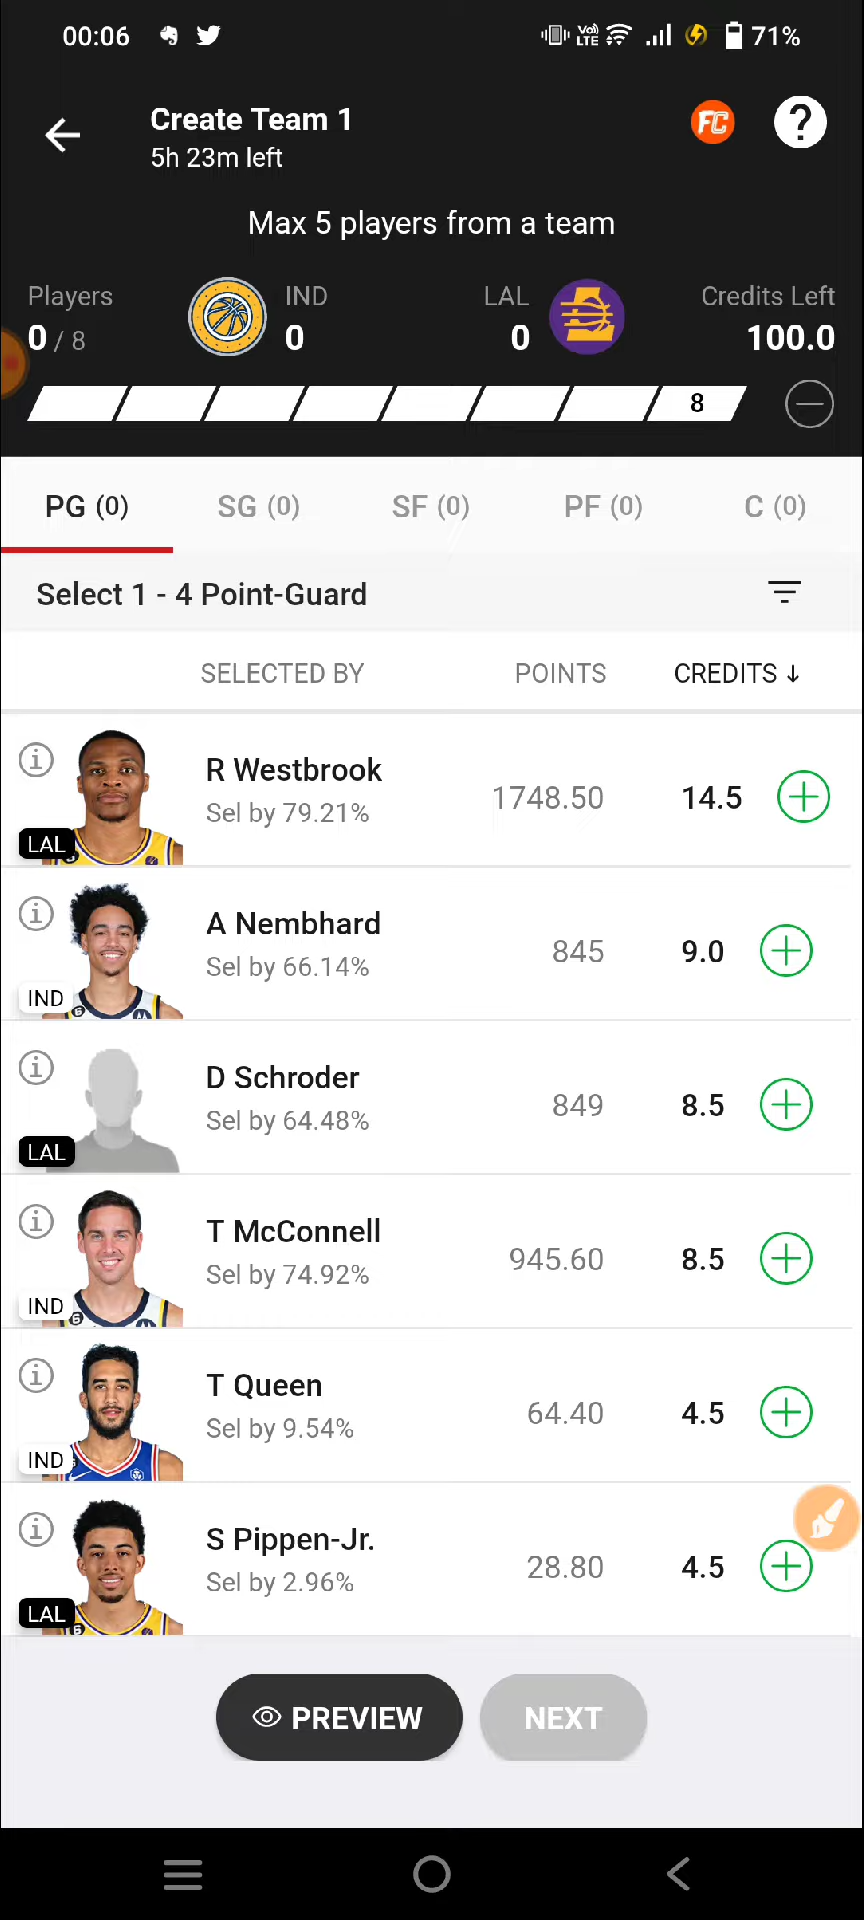 00:06 Vo) LTE 71%
Create Team 1
5h 23m left
FC ?
Max 5 players from a team
Players IND LAL Credits Left
0 / 8 0 0 100.0
8
PG (0) SG (0) SF (0) PF (0) C (0)
Select 1 - 4 Point-Guard
SELECTED BY POINTS CREDITS ↓
R Westbrook
Sel by 79.21% 1748.50 14.5
LAL
A Nembhard
Sel by 66.14% 845 9.0
IND
D Schroder
Sel by 64.48% 849 8.5
LAL
T McConnell
Sel by 74.92% 945.60 8.5
IND
T Queen
Sel by 9.54% 64.40 4.5
IND
S Pippen-Jr.
Sel by 2.96% 28.80 4.5
LAL
PREVIEW NEXT